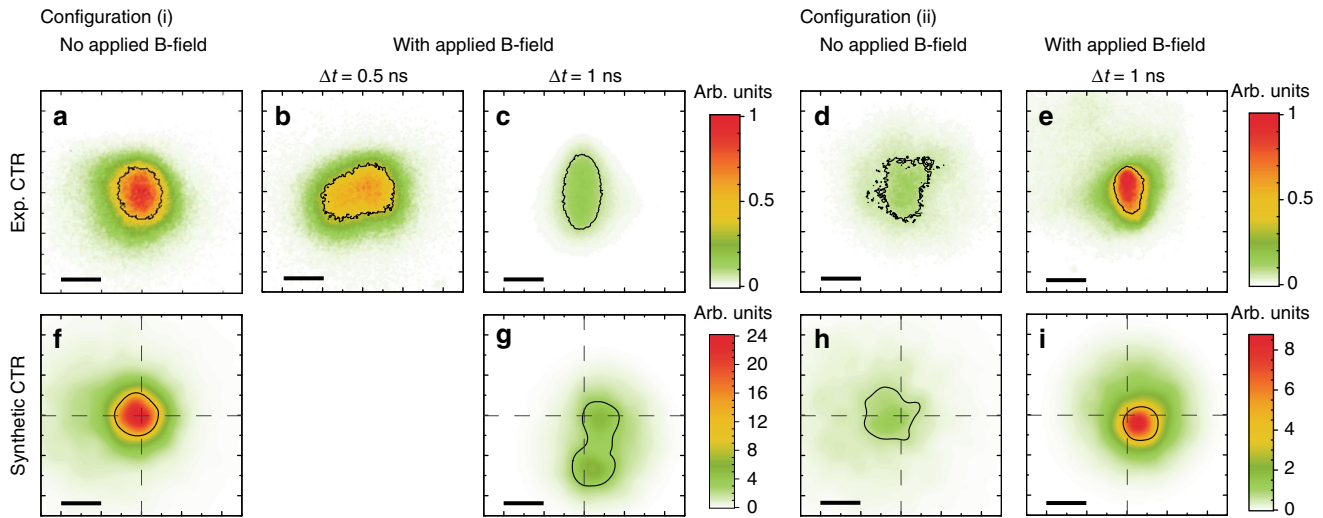 Configuration (i)
Configuration (ii)
No applied B-field
With applied B-field
No applied B-field
With applied B-field
Δt = 0.5 ns
Δt = 1 ns
Arb. units
Δt = 1 ns
Arb. units
Exp. CTR
a
b
c
1
0.5
0
d
e
1
0.5
0
Synthetic CTR
f
g
Arb. units
24
20
16
12
8
4
0
h
i
Arb. units
8
6
4
2
0